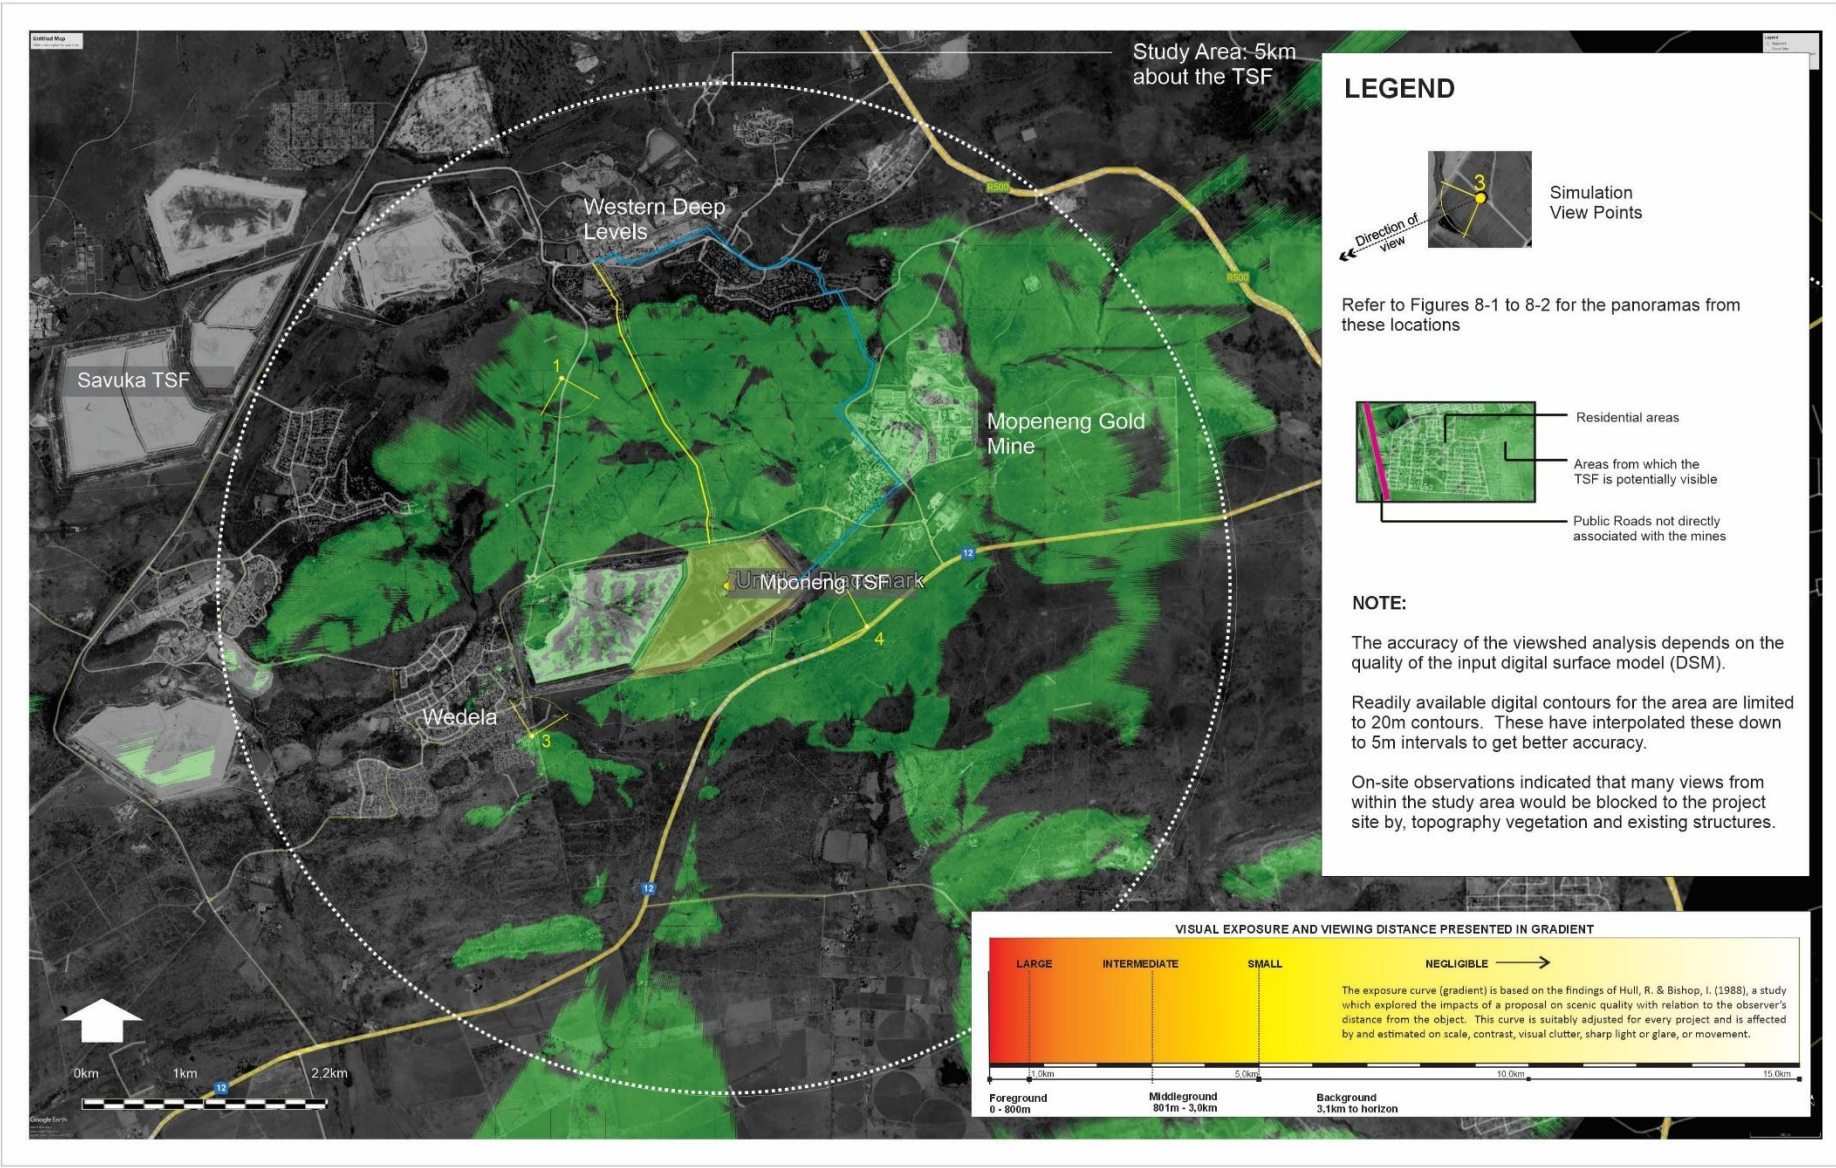 Untitled Map
Study Area: 5km
about the TSF
R500
Western Deep
Levels
R500
Savuka TSF
1
Mopeneng Gold
Mine
12
Mponeng TSF
4
Wedela
3
12
0km 1km 2,2km
12
Google Earth
Legend
LEGEND
3
Direction of
view
Simulation
View Points
Refer to Figures 8-1 to 8-2 for the panoramas from
these locations
Residential areas
Areas from which the
TSF is potentially visible
Public Roads not directly
associated with the mines
NOTE:
The accuracy of the viewshed analysis depends on the
quality of the input digital surface model (DSM).
Readily available digital contours for the area are limited
to 20m contours. These have interpolated these down
to 5m intervals to get better accuracy.
On-site observations indicated that many views from
within the study area would be blocked to the project
site by, topography vegetation and existing structures.
VISUAL EXPOSURE AND VIEWING DISTANCE PRESENTED IN GRADIENT
LARGE INTERMEDIATE SMALL NEGLIGIBLE
The exposure curve (gradient) is based on the findings of Hull, R. & Bishop, I. (1988), a study
which explored the impacts of a proposal on scenic quality with relation to the observer's
distance from the object. This curve is suitably adjusted for every project and is affected
by and estimated on scale, contrast, visual clutter, sharp light or glare, or movement.
1,0km 5,0km 10.0km 15.0km
Foreground
0 - 800m
Middleground
801m - 3,0km
Background
3,1km to horizon